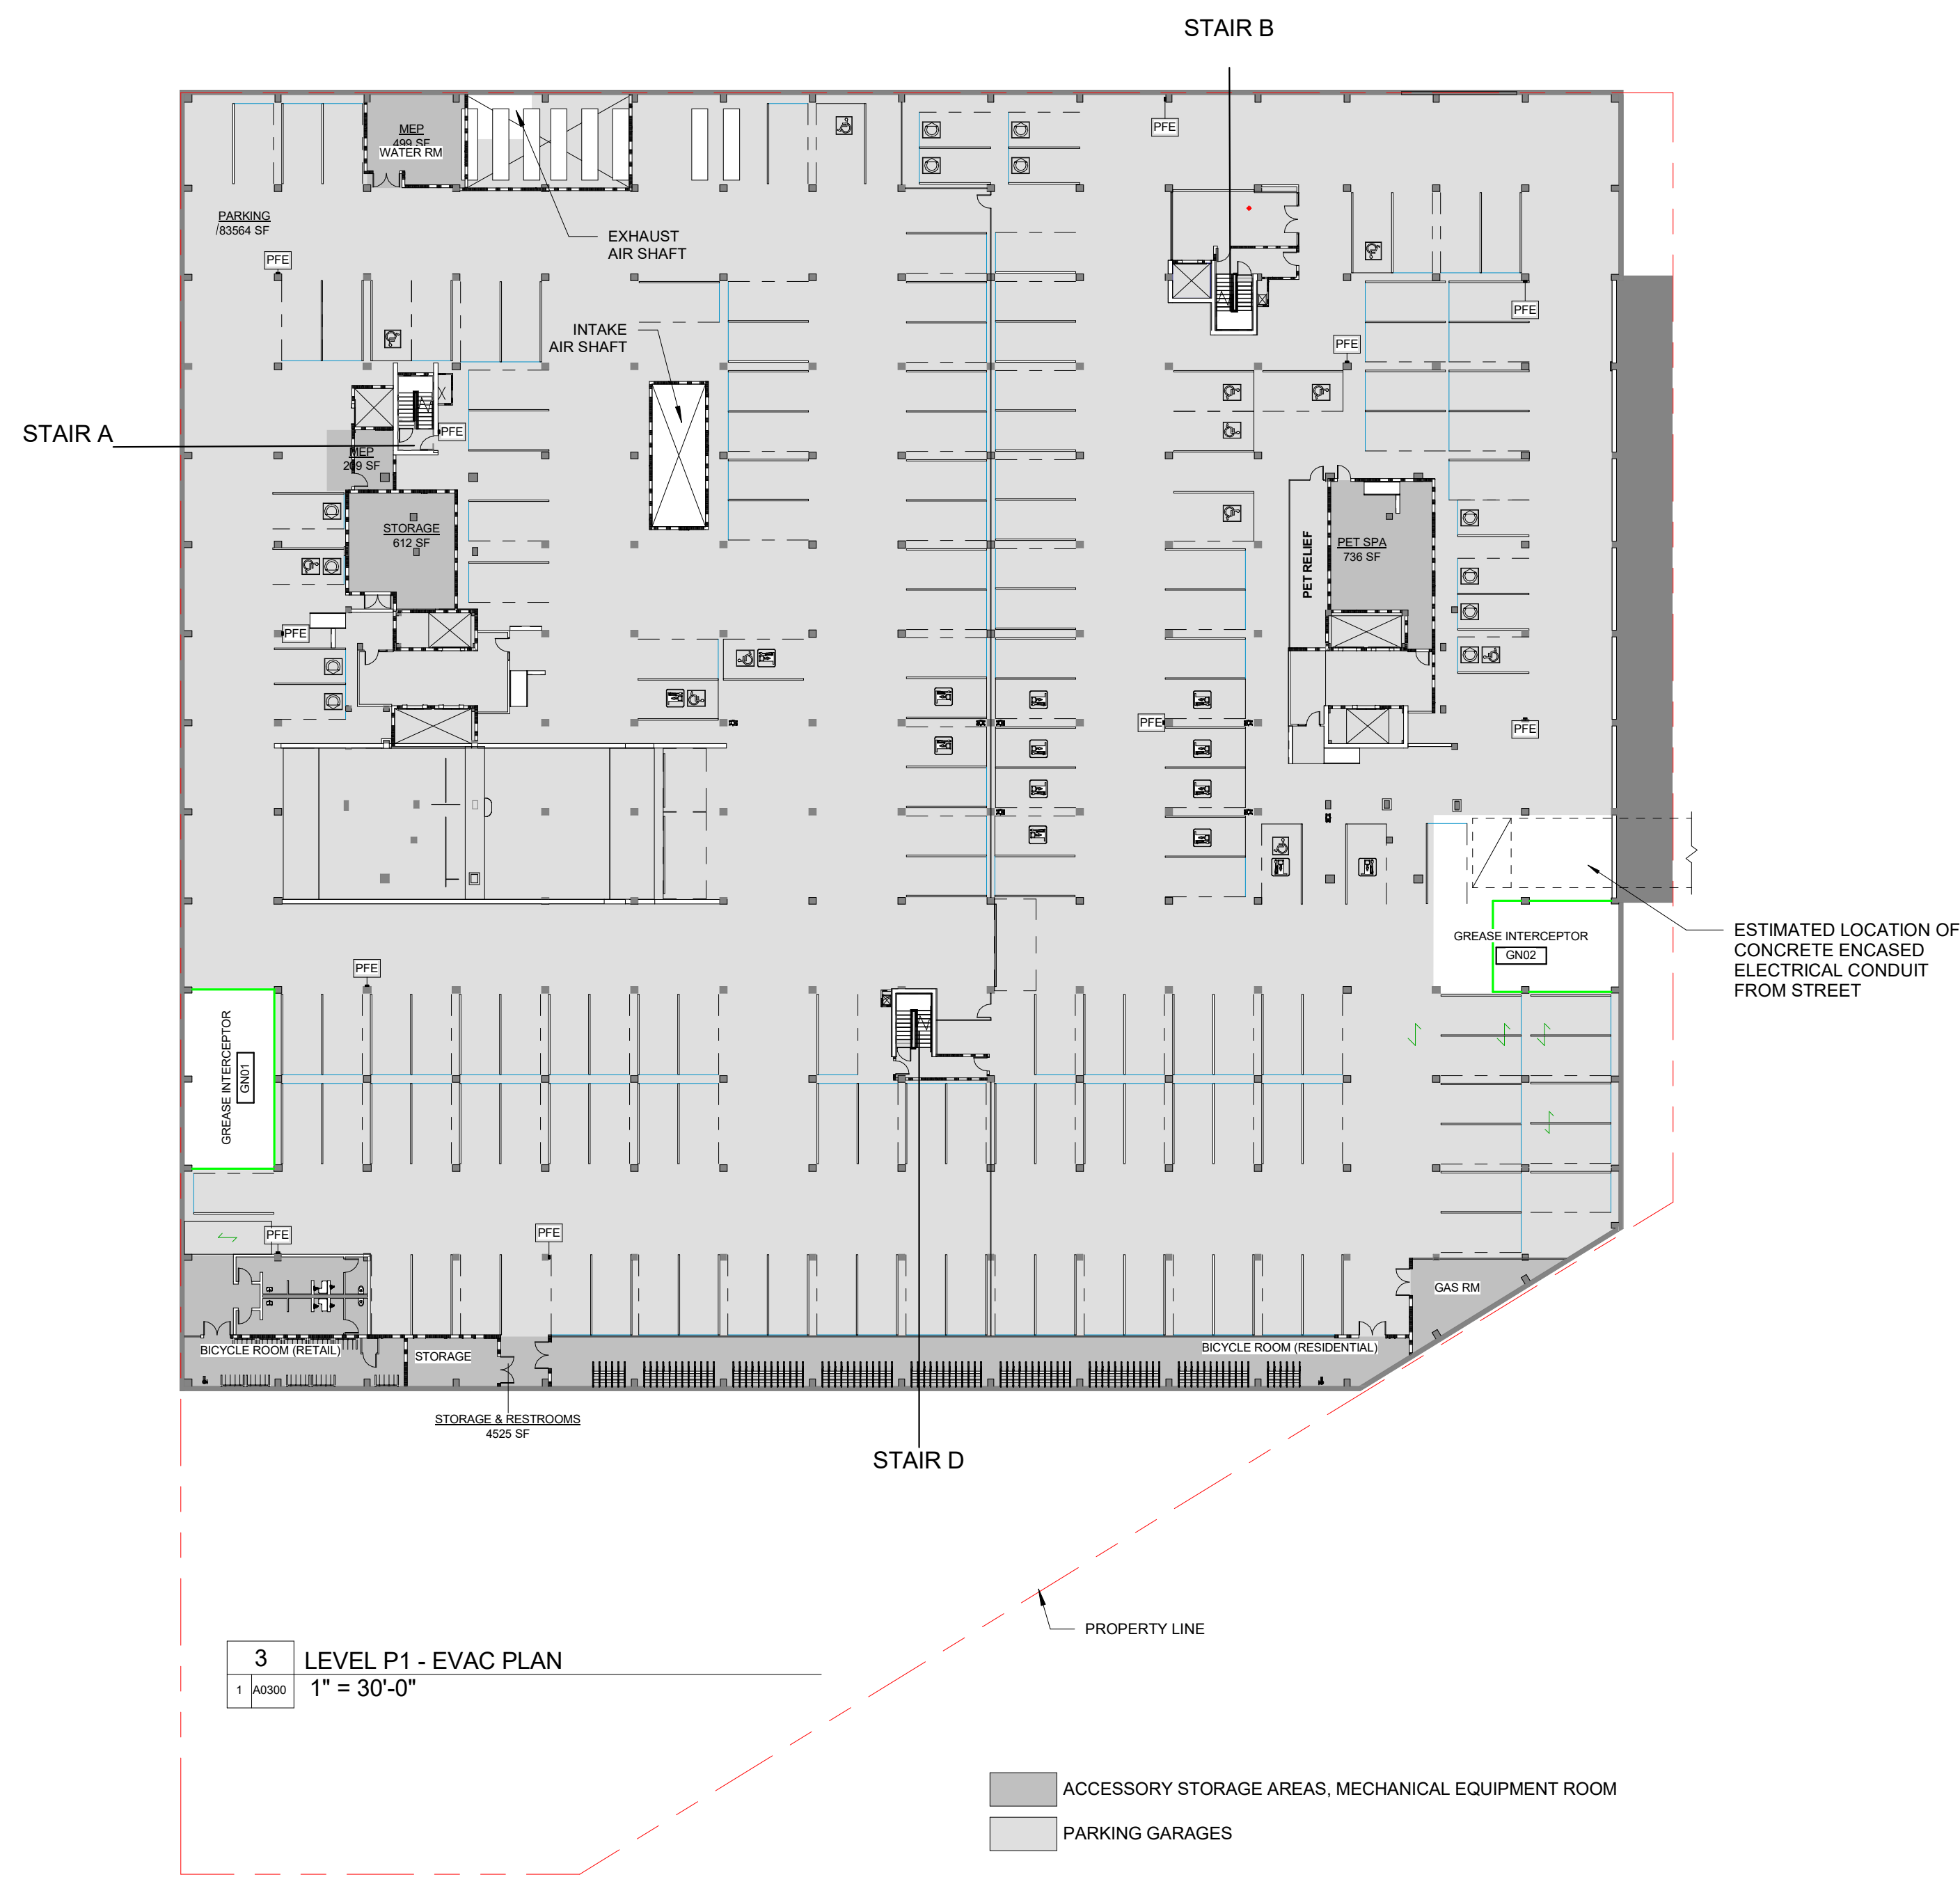 STAIR B
MEP
499 SF
WATER RM
PFE
PARKING
83564 SF
EXHAUST
AIR SHAFT
PFE
PFE
INTAKE
AIR SHAFT
PFE
STAIR A
PFE
MEP
209 SF
STORAGE
612 SF
PET RELIEF
PET SPA
736 SF
PFE
PFE
PFE
ESTIMATED LOCATION OF
CONCRETE ENCASED
ELECTRICAL CONDUIT
FROM STREET
GREASE INTERCEPTOR
GN02
PFE
GREASE INTERCEPTOR
GN01
PFE
PFE
GAS RM
BICYCLE ROOM (RETAIL)
STORAGE
BICYCLE ROOM (RESIDENTIAL)
STORAGE & RESTROOMS
4525 SF
STAIR D
PROPERTY LINE
3
LEVEL P1 - EVAC PLAN
1 A0300
1" = 30'-0"
ACCESSORY STORAGE AREAS, MECHANICAL EQUIPMENT ROOM
PARKING GARAGES